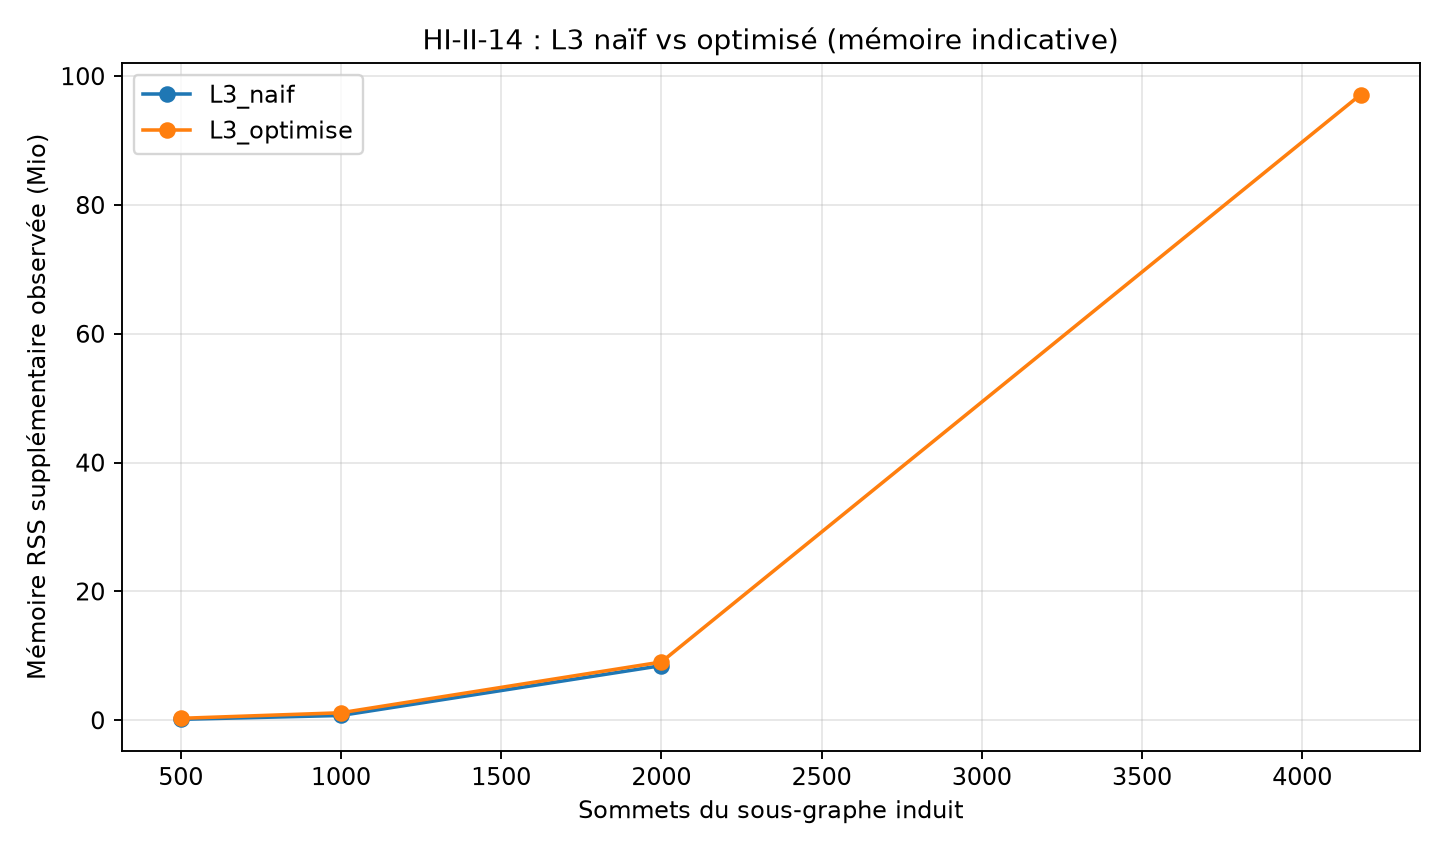 HI-II-14 : L3 naïf vs optimisé (mémoire indicative)
L3_naif
L3_optimise
Mémoire RSS supplémentaire observée (Mio)
100
80
60
40
20
0
500 1000 1500 2000 2500 3000 3500 4000
Sommets du sous-graphe induit